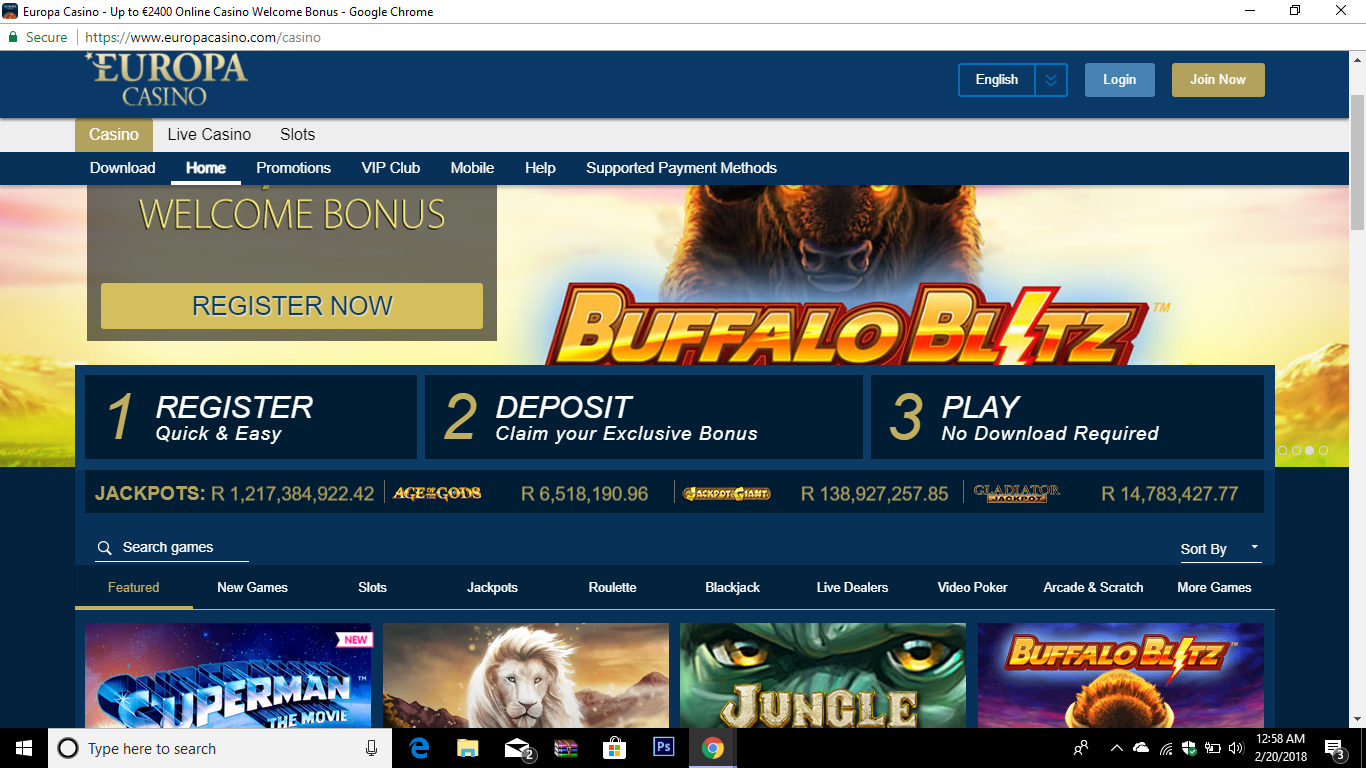 Europa Casino - Up to €2400 Online Casino Welcome Bonus - Google Chrome
Secure https://www.europacasino.com/casino
EUROPA
CASINO
English Login Join Now
Casino Live Casino Slots
Download Home Promotions VIP Club Mobile Help Supported Payment Methods
WELCOME BONUS
REGISTER NOW
BUFFALO BLITZ™
1 REGISTER
Quick & Easy
2 DEPOSIT
Claim your Exclusive Bonus
3 PLAY
No Download Required
JACKPOTS: R 1,217,384,922.42 AGE OF THE GODS R 6,518,190.96 JACKPOT GIANT R 138,927,257.85 GLADIATOR JACKPOT R 14,783,427.77
Search games Sort By
Featured New Games Slots Jackpots Roulette Blackjack Live Dealers Video Poker Arcade & Scratch More Games
NEW
SUPERMAN™
THE MOVIE
JUNGLE
BUFFALO BLITZ™
Type here to search
2
Ps
12:58 AM
2/20/2018
3